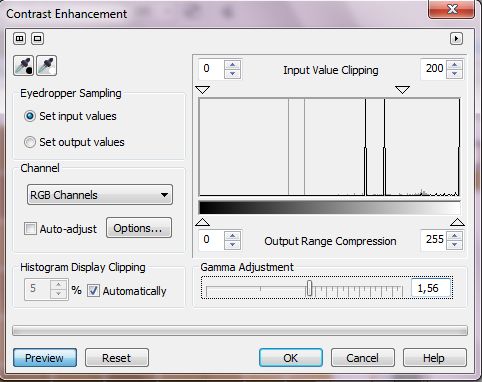 Contrast Enhancement
0 Input Value Clipping 200
Eyedropper Sampling
Set input values
Set output values
Channel
RGB Channels
Auto-adjust Options...
0 Output Range Compression 255
Histogram Display Clipping
5 % Automatically
Gamma Adjustment
1,56
Preview Reset OK Cancel Help